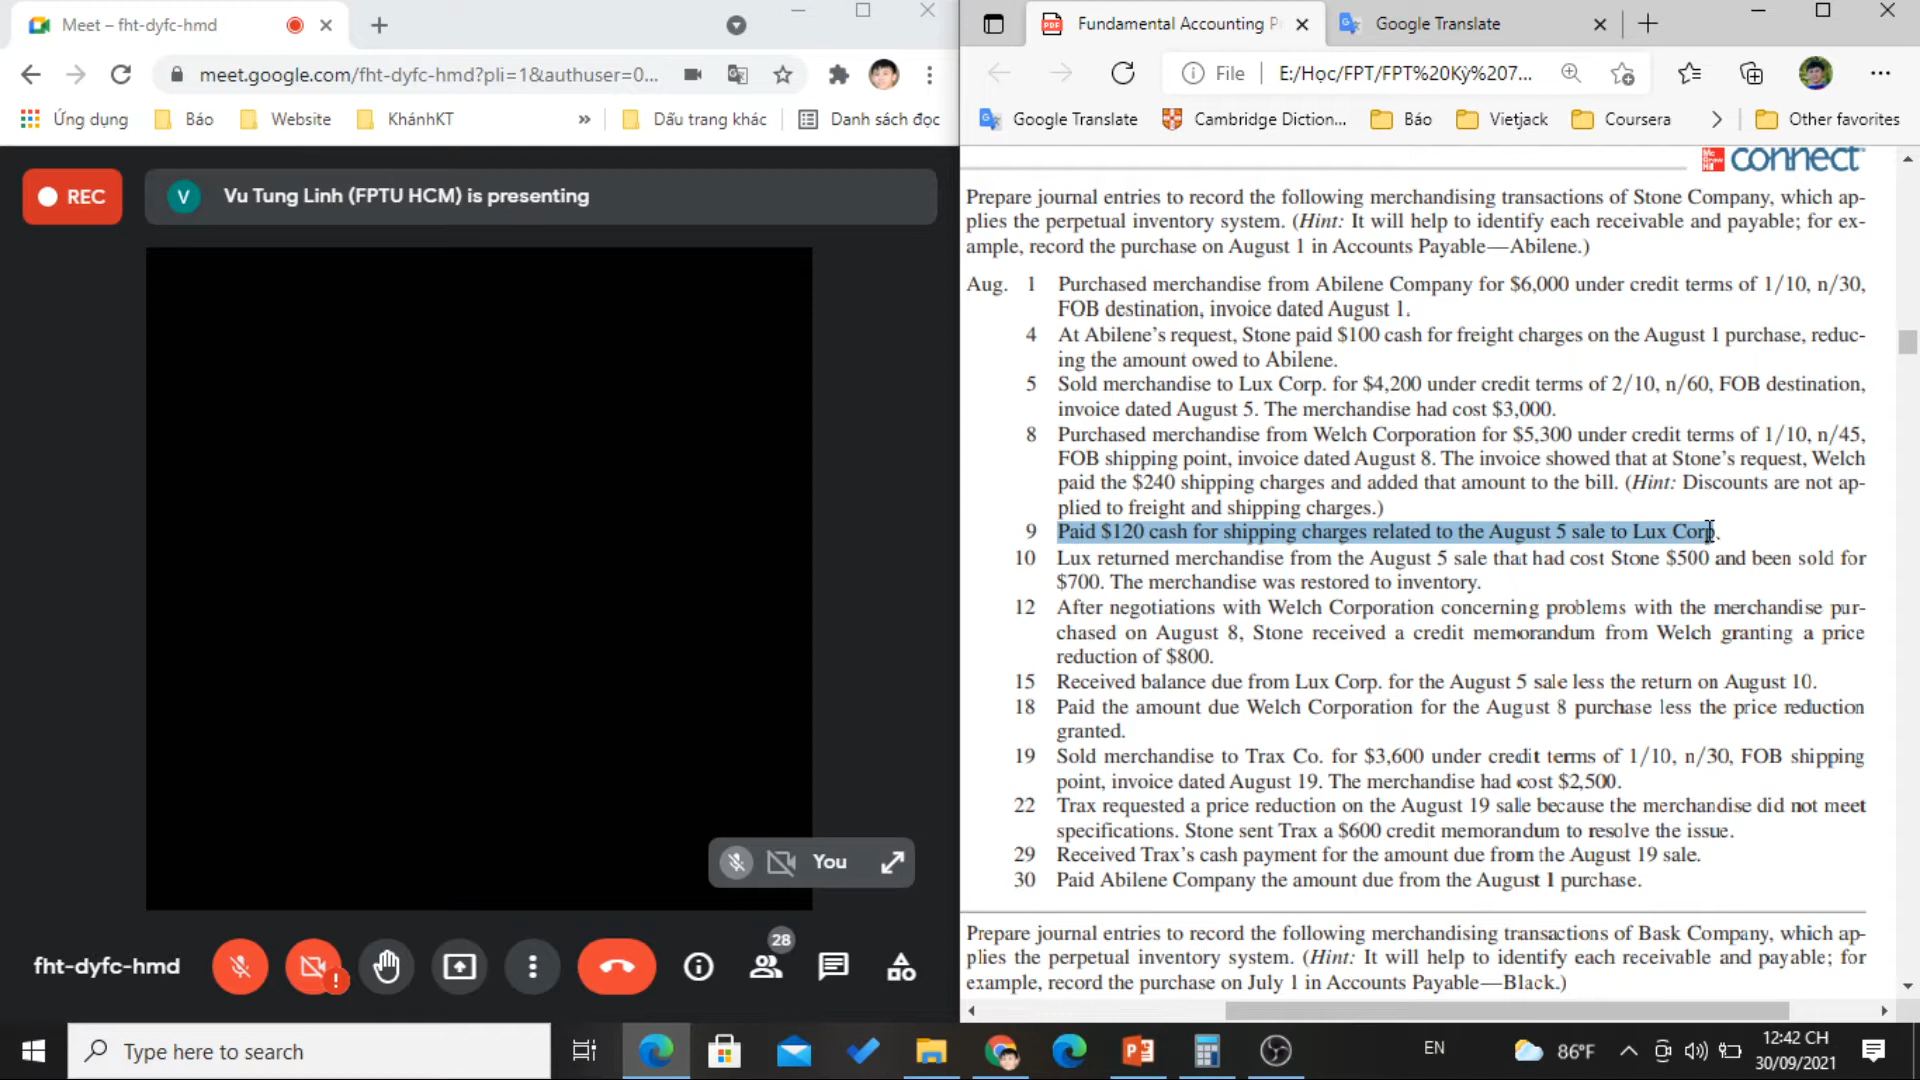 Meet – fht-dyfc-hmd
meet.google.com/fht-dyfc-hmd?pli=1&authuser=0...
Ứng dụng
Báo
Website
KhánhKT
»
Dấu trang khác
Danh sách đọc
REC
V
Vu Tung Linh (FPTU HCM) is presenting
You
fht-dyfc-hmd
28
Fundamental Accounting P
Google Translate
File
E:/Học/FPT/FPT%20Kỳ%207...
Google Translate
Cambridge Diction...
Báo
Vietjack
Coursera
Other favorites
Mc Graw Hill connect
Prepare journal entries to record the following merchandising transactions of Stone Company, which ap-
plies the perpetual inventory system. (Hint: It will help to identify each receivable and payable; for ex-
ample, record the purchase on August 1 in Accounts Payable—Abilene.)
Aug. 1 Purchased merchandise from Abilene Company for $6,000 under credit terms of 1/10, n/30,
FOB destination, invoice dated August 1.
4 At Abilene's request, Stone paid $100 cash for freight charges on the August 1 purchase, reduc-
ing the amount owed to Abilene.
5 Sold merchandise to Lux Corp. for $4,200 under credit terms of 2/10, n/60, FOB destination,
invoice dated August 5. The merchandise had cost $3,000.
8 Purchased merchandise from Welch Corporation for $5,300 under credit terms of 1/10, n/45,
FOB shipping point, invoice dated August 8. The invoice showed that at Stone's request, Welch
paid the $240 shipping charges and added that amount to the bill. (Hint: Discounts are not ap-
plied to freight and shipping charges.)
9 Paid $120 cash for shipping charges related to the August 5 sale to Lux Corp.
10 Lux returned merchandise from the August 5 sale that had cost Stone $500 and been sold for
$700. The merchandise was restored to inventory.
12 After negotiations with Welch Corporation concerning problems with the merchandise pur-
chased on August 8, Stone received a credit memorandum from Welch granting a price
reduction of $800.
15 Received balance due from Lux Corp. for the August 5 sale less the return on August 10.
18 Paid the amount due Welch Corporation for the August 8 purchase less the price reduction
granted.
19 Sold merchandise to Trax Co. for $3,600 under credit terms of 1/10, n/30, FOB shipping
point, invoice dated August 19. The merchandise had cost $2,500.
22 Trax requested a price reduction on the August 19 sale because the merchandise did not meet
specifications. Stone sent Trax a $600 credit memorandum to resolve the issue.
29 Received Trax's cash payment for the amount due from the August 19 sale.
30 Paid Abilene Company the amount due from the August 1 purchase.
Prepare journal entries to record the following merchandising transactions of Bask Company, which ap-
plies the perpetual inventory system. (Hint: It will help to identify each receivable and payable; for
example, record the purchase on July 1 in Accounts Payable—Black.)
Type here to search
EN
86°F
12:42 CH
30/09/2021